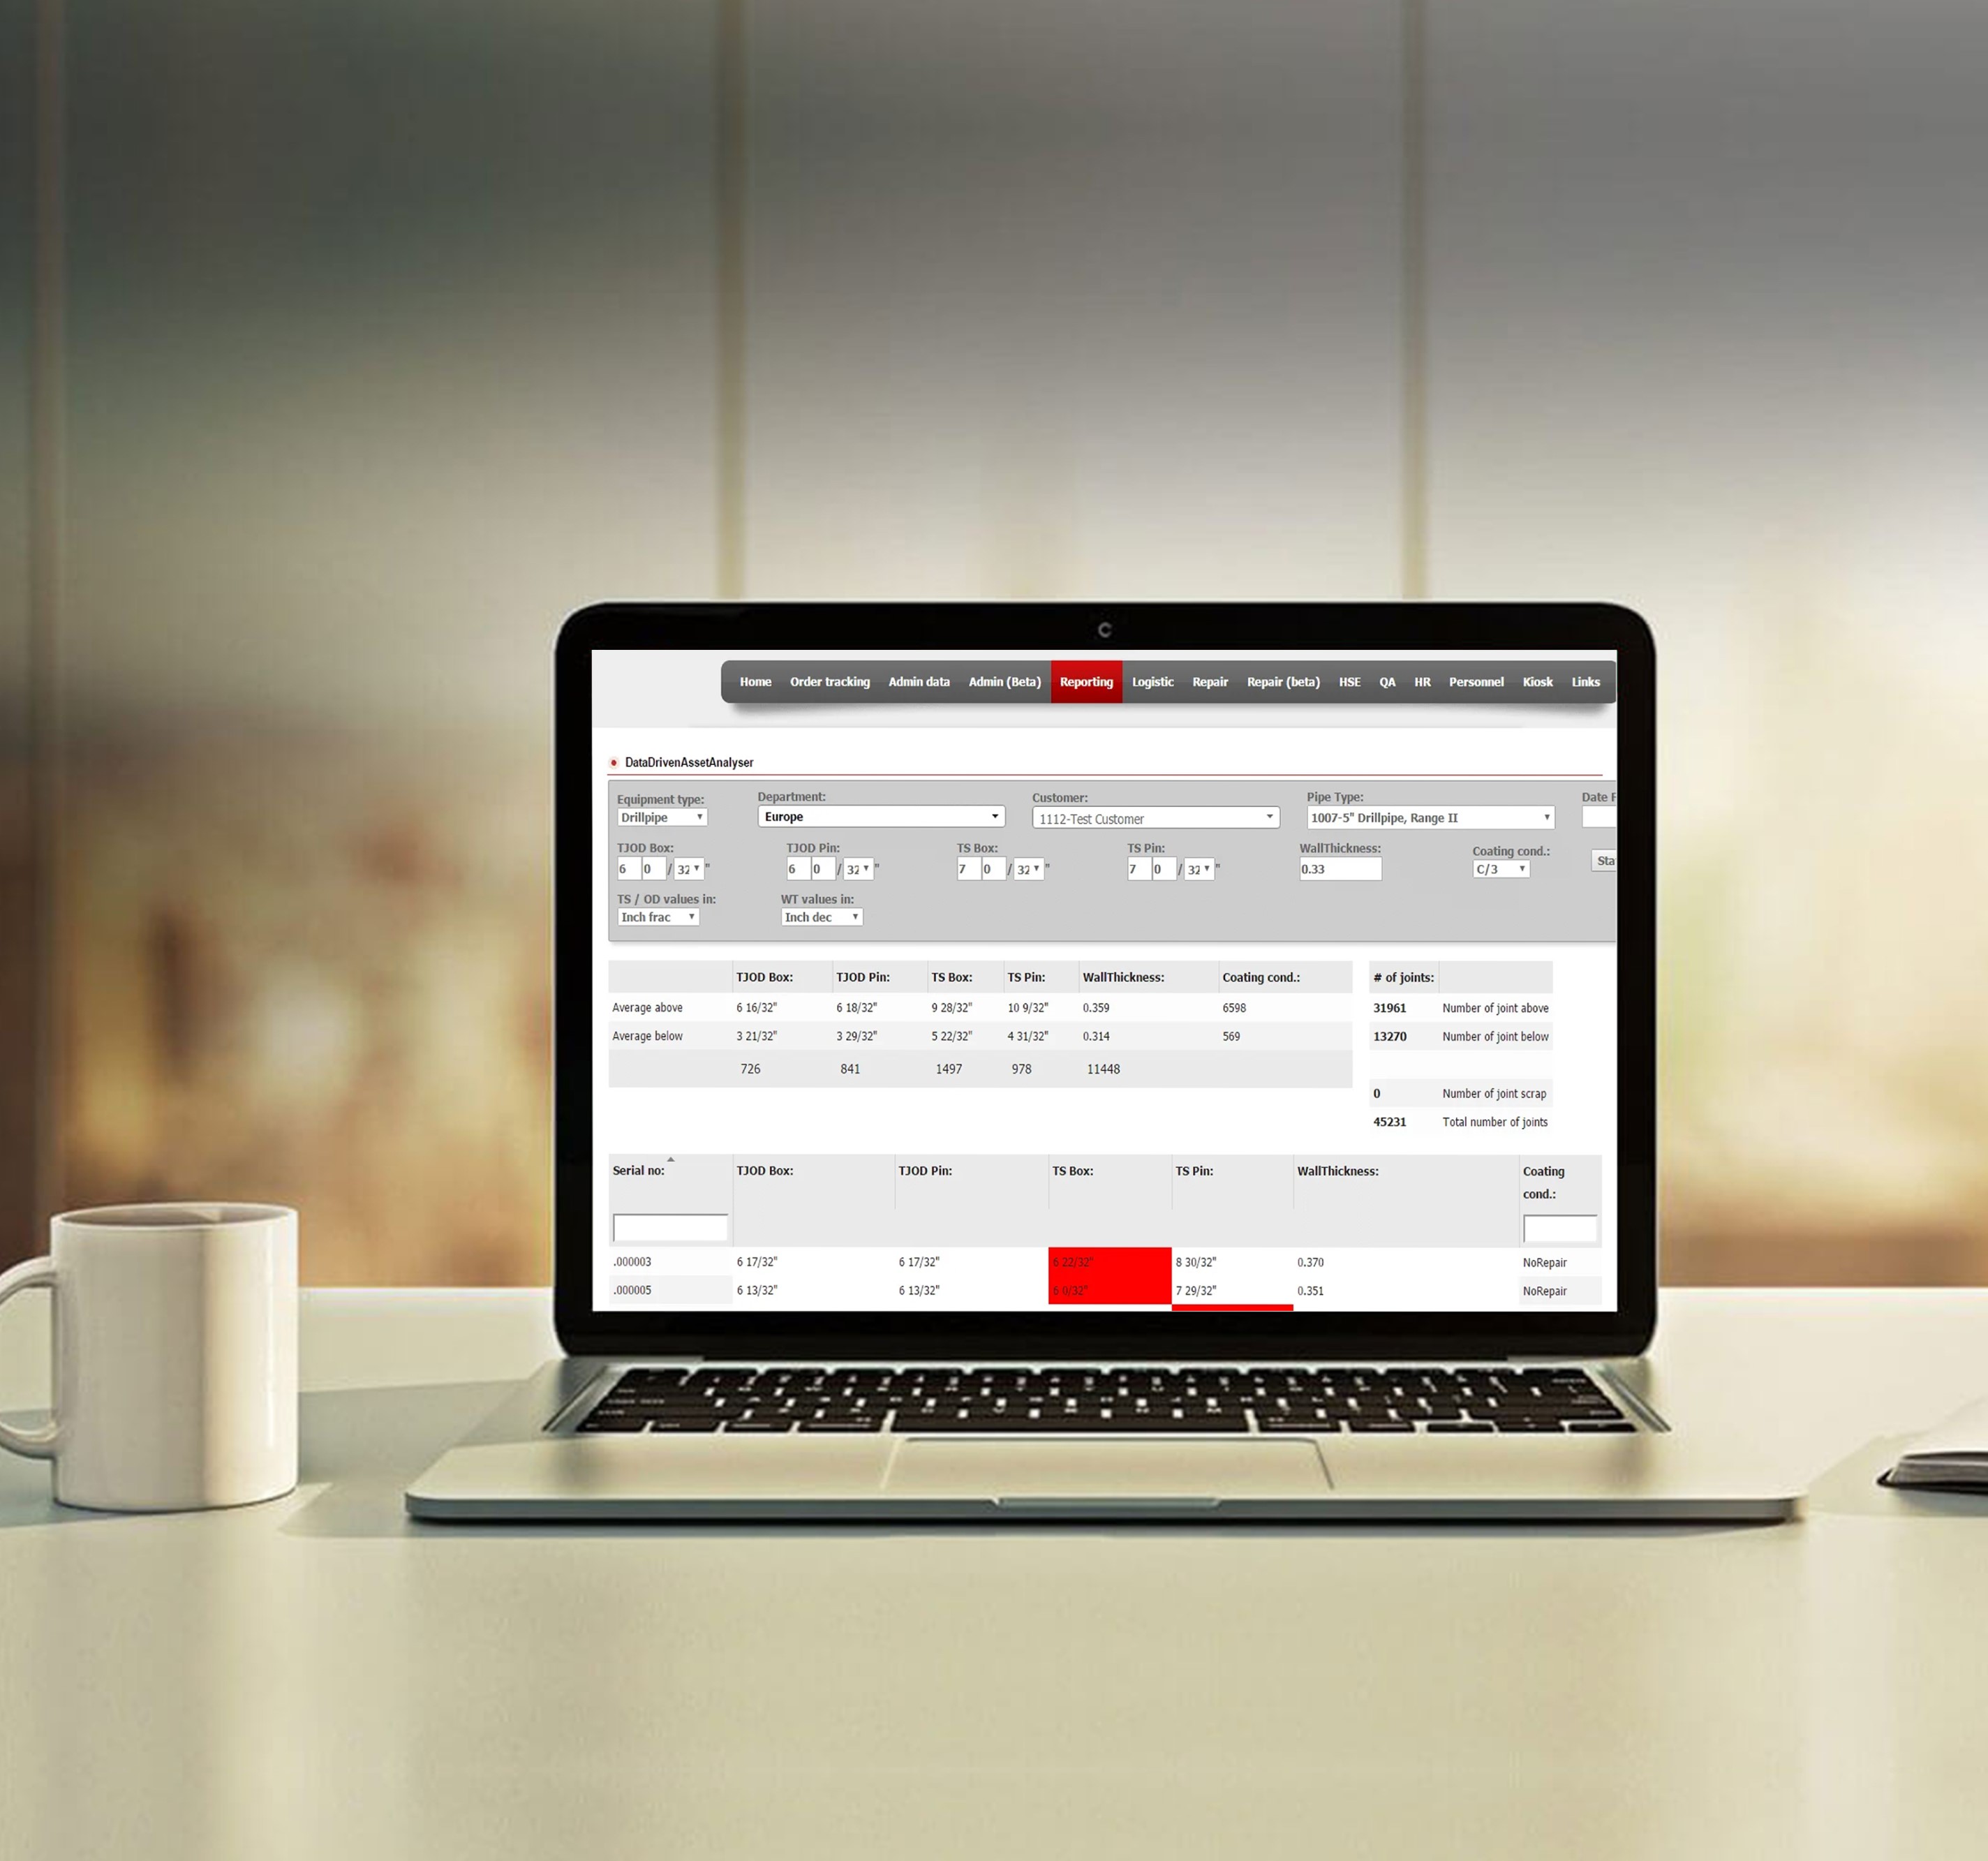 Home Order tracking Admin data Admin (Beta) Reporting Logistic Repair Repair (beta) HSE QA HR Personnel Kiosk Links
DataDrivenAssetAnalyser
Equipment type: Department: Customer: Pipe Type: Date F
Drillpipe Europe 1112-Test Customer 1007-5" Drillpipe, Range II
TJOD Box: TJOD Pin: TS Box: TS Pin: WallThickness: Coating cond.:
6 0 / 32 " 6 0 / 32 " 7 0 / 32 " 7 0 / 32 " 0.33 C/3 Sta
TS / OD values in: WT values in:
Inch frac Inch dec
TJOD Box: TJOD Pin: TS Box: TS Pin: WallThickness: Coating cond.: # of joints:
Average above 6 16/32" 6 18/32" 9 28/32" 10 9/32" 0.359 6598 31961 Number of joint above
Average below 3 21/32" 3 29/32" 5 22/32" 4 31/32" 0.314 569 13270 Number of joint below
726 841 1497 978 11448
0 Number of joint scrap
45231 Total number of joints
Serial no: TJOD Box: TJOD Pin: TS Box: TS Pin: WallThickness: Coating
cond.:
.000003 6 17/32" 6 17/32" 6 22/32" 8 30/32" 0.370 NoRepair
.000005 6 13/32" 6 13/32" 6 0/32" 7 29/32" 0.351 NoRepair